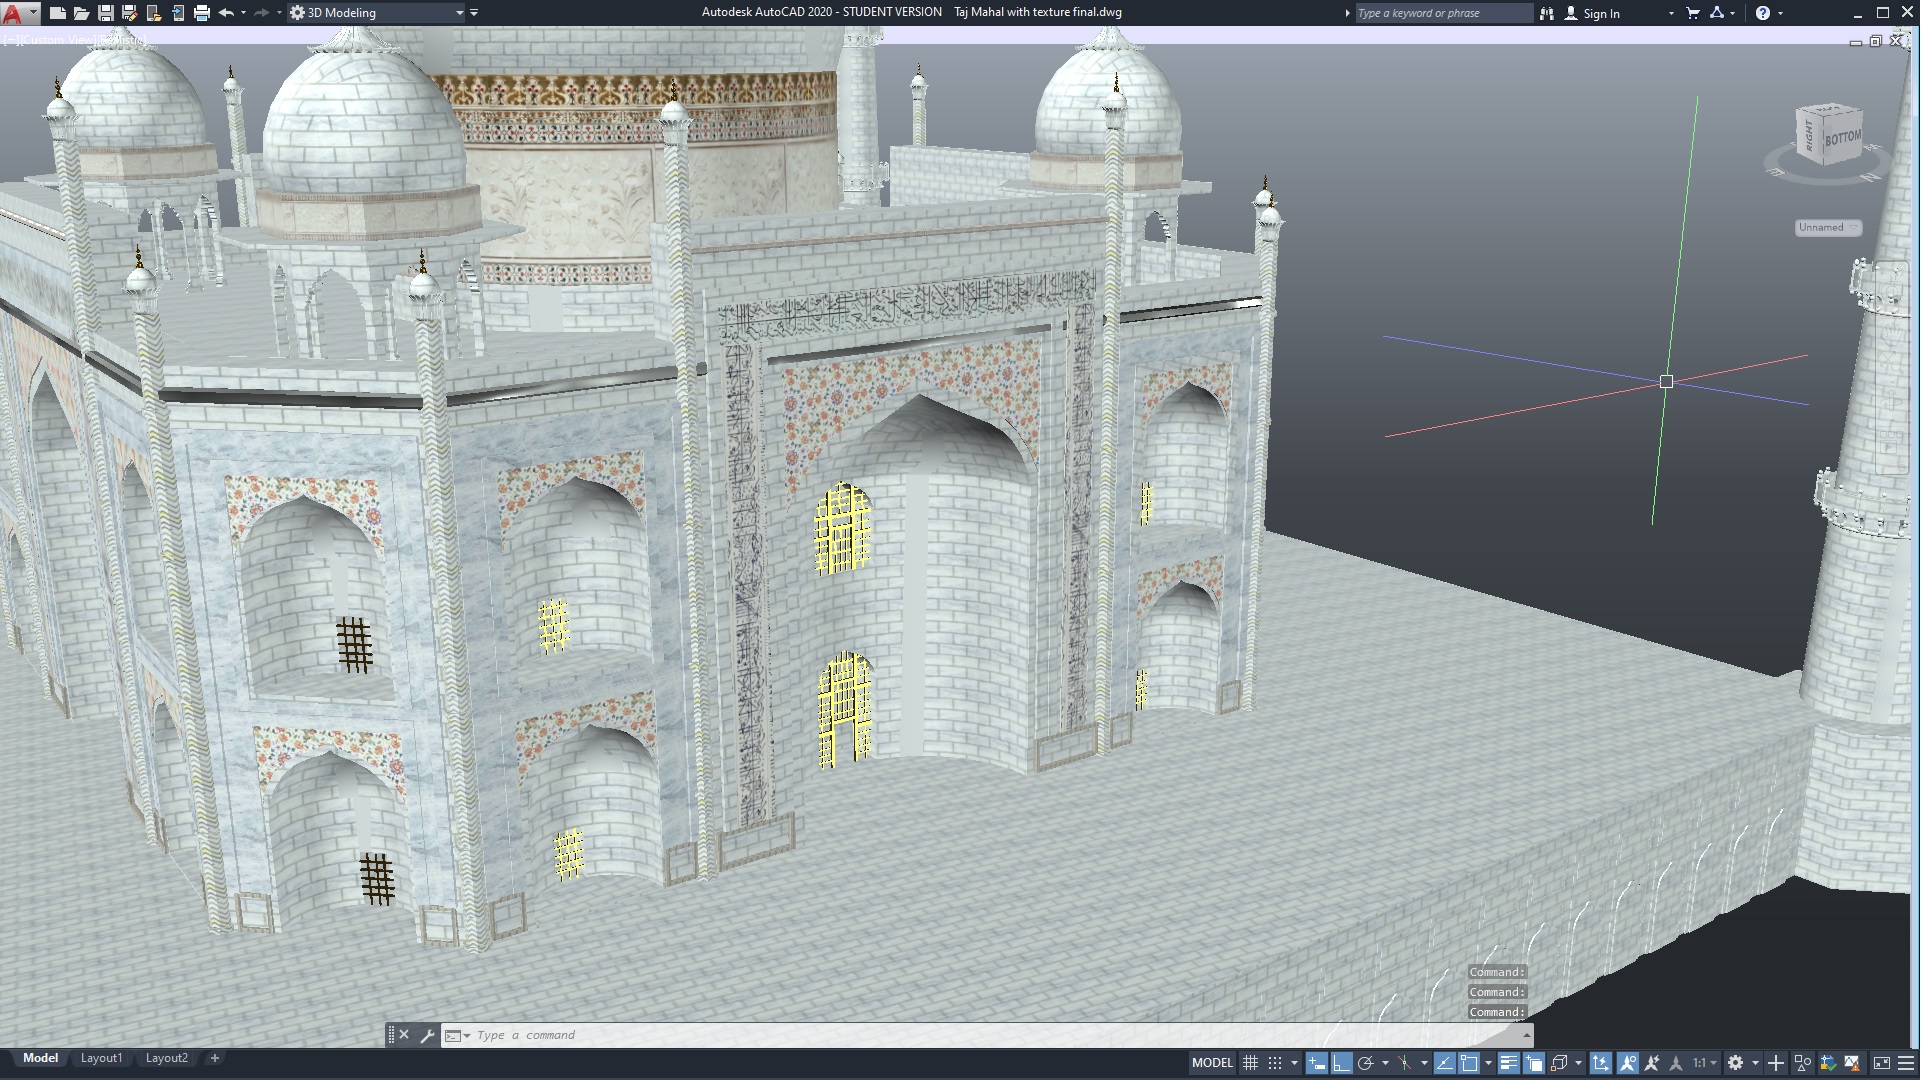 3D Modeling
Autodesk AutoCAD 2020 - STUDENT VERSION Taj Mahal with texture final.dwg
Type a keyword or phrase
Sign In
[−][Custom View][Realistic]
RIGHT
BOTTOM
Unnamed
Command:
Command:
Command:
Type a command
Model
Layout1
Layout2
MODEL
1:1